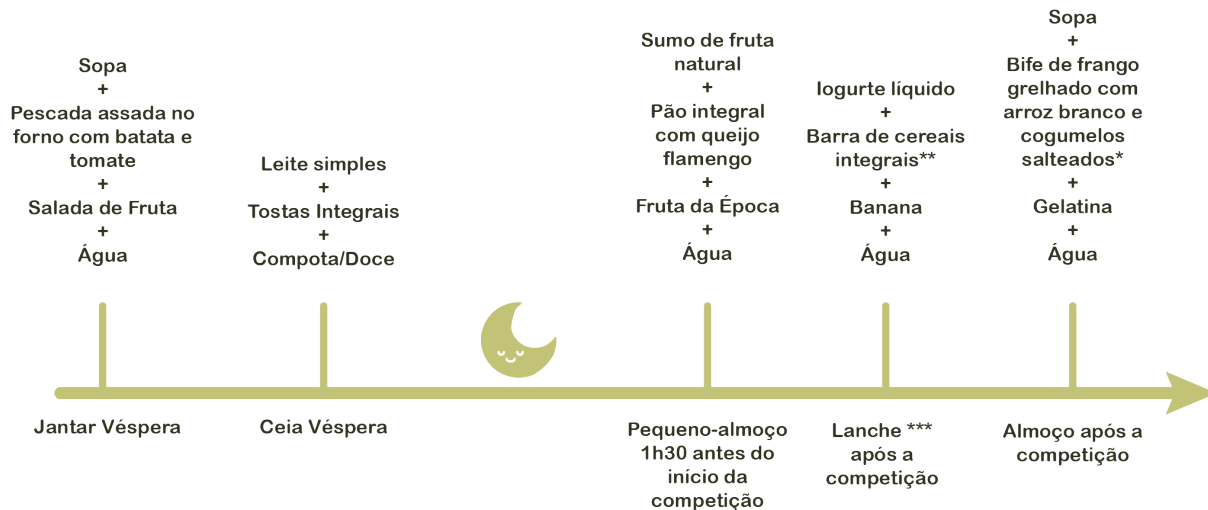 Sopa
+
Pescada assada no
forno com batata e
tomate
+
Salada de Fruta
+
Água
Jantar Véspera
Leite simples
+
Tostas Integrais
+
Compota/Doce
Ceia Véspera
Sumo de fruta
natural
+
Pão integral
com queijo
flamengo
+
Fruta da Época
+
Água
Pequeno-almoço
1h30 antes do
início da
competição
Iogurte líquido
+
Barra de cereais
integrais**
+
Banana
+
Água
Lanche ***
após a
competição
Sopa
+
Bife de frango
grelhado com
arroz branco e
cogumelos
salteados*
+
Gelatina
+
Água
Almoço após a
competição